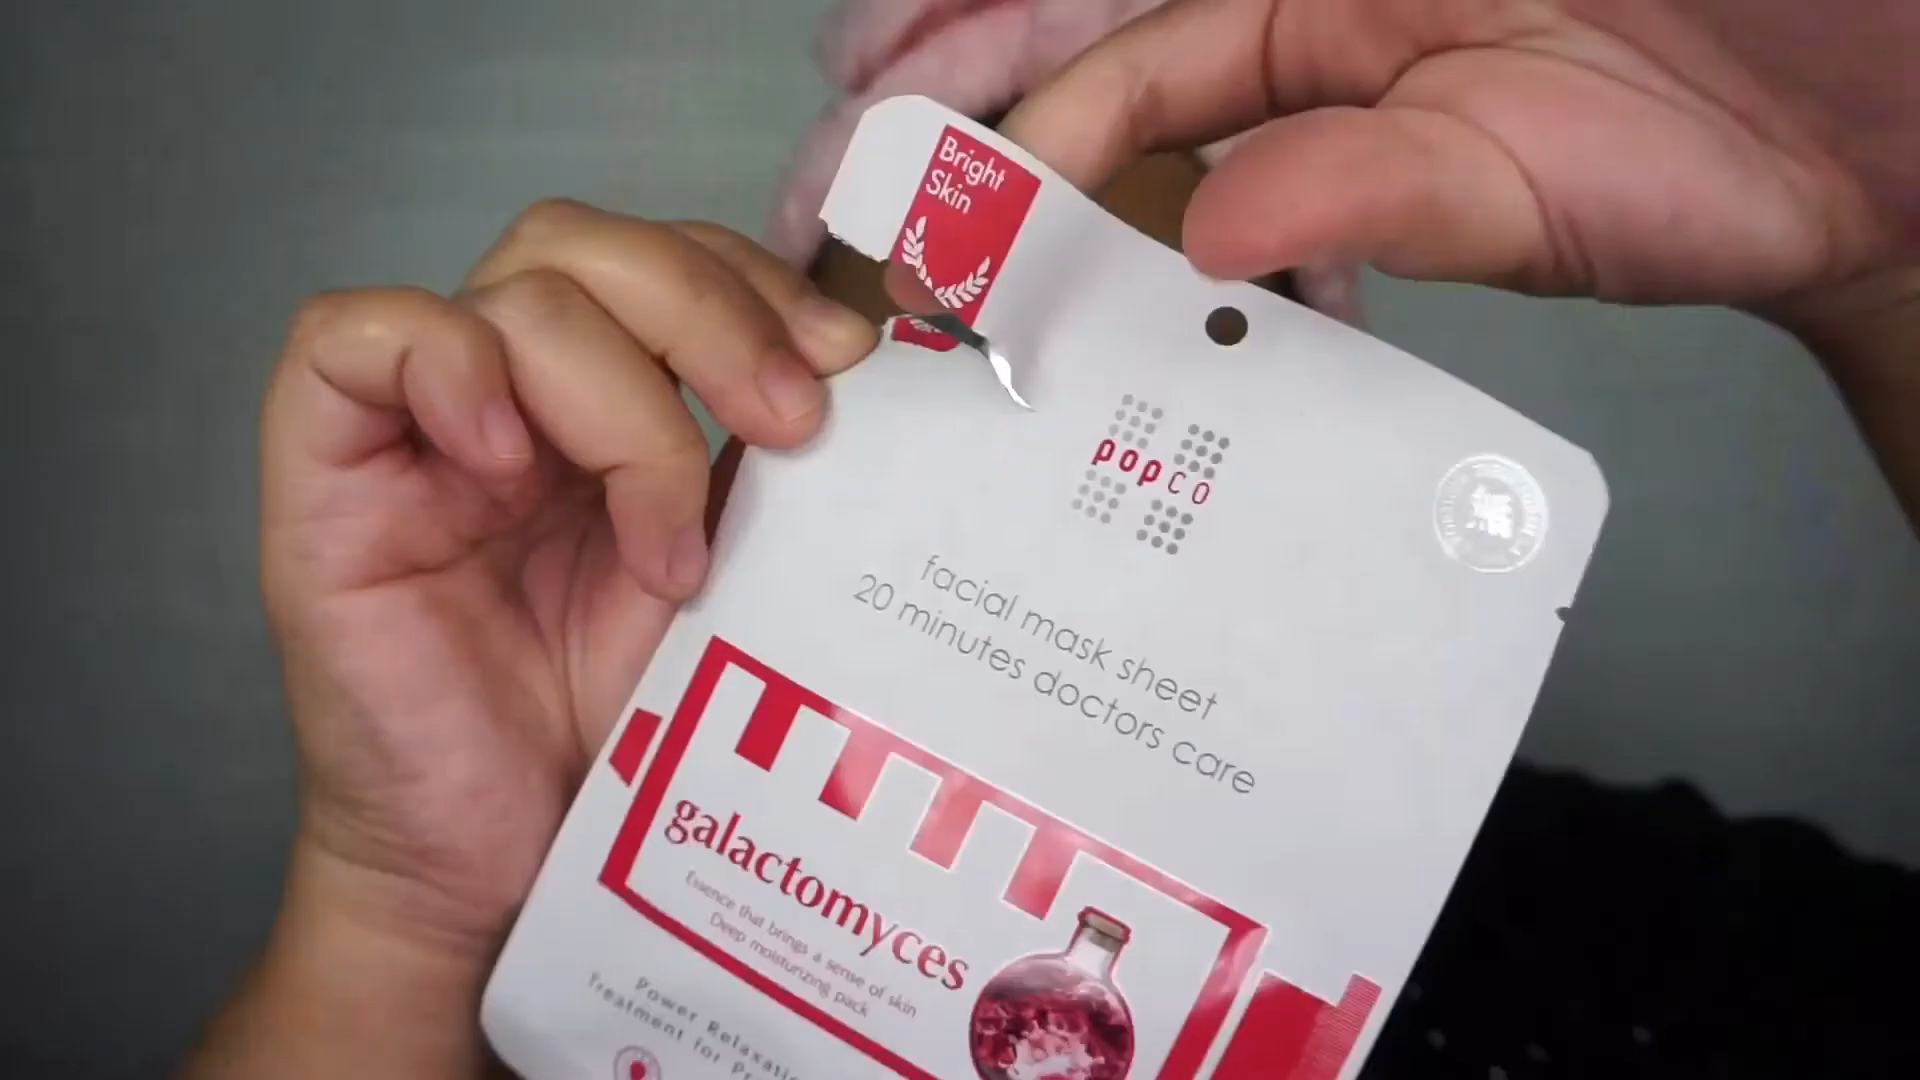 Bright
Skin
popco
無
facial mask sheet
20 minutes doctors care
galactomyces
Essence that brings a sense of skin
Deep moisturizing pack
Power
Treatment for